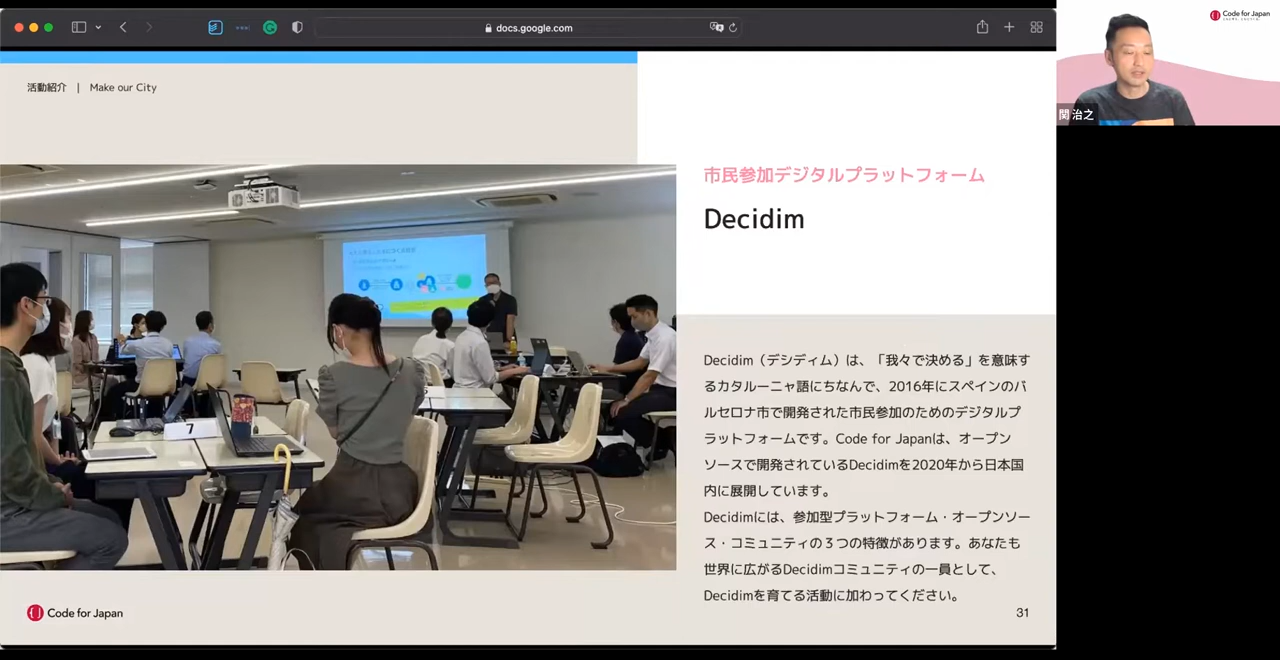 docs.google.com
Code for Japan
関 治之
活動紹介 | Make our City
市民参加デジタルプラットフォーム
Decidim
7
Decidim（デシディム）は、「我々で決める」を意味す
るカタルーニャ語にちなんで、2016年にスペインのバ
ルセロナ市で開発された市民参加のためのデジタルプ
ラットフォームです。Code for Japanは、オープン
ソースで開発されているDecidimを2020年から日本国
内に展開しています。
Decidimには、参加型プラットフォーム・オープンソー
ス・コミュニティの３つの特徴があります。あなたも
世界に広がるDecidimコミュニティの一員として、
Decidimを育てる活動に加わってください。
Code for Japan
31